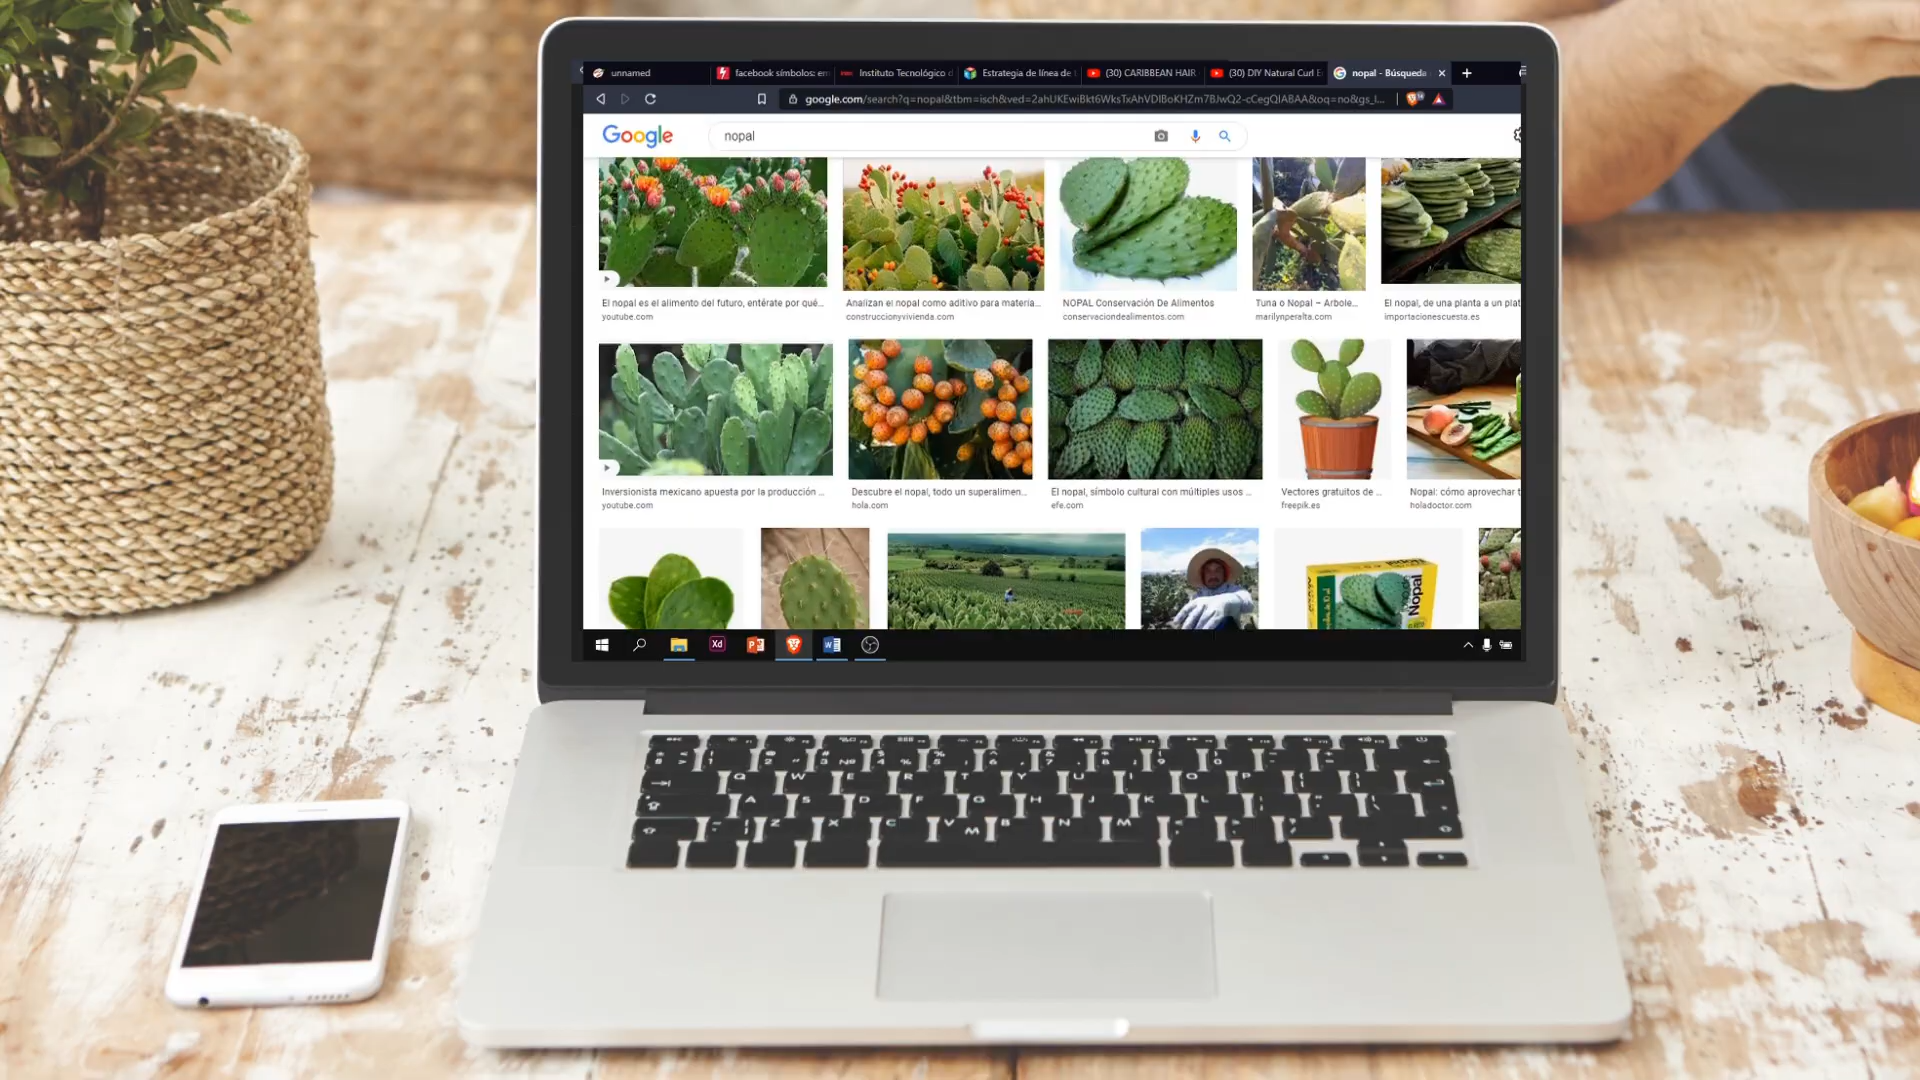 unnamed
facebook símbolos: em
Instituto Tecnológico d
Estrategia de línea de t
(30) CARIBBEAN HAIR
(30) DIY Natural Curl E
nopal - Búsqueda
google.com/search?q=nopal&tbm=isch&ved=2ahUKEwiBkt6WksTxAhVDIBoKHZm7BJwQ2-cCegQIABAA&oq=no&gs_l...
Google
nopal
El nopal es el alimento del futuro, entérate por qué...
youtube.com
Analizan el nopal como aditivo para materia...
construccionyvivienda.com
NOPAL Conservación De Alimentos
conservaciondealimentos.com
Tuna o Nopal – Arbole...
marilynperalta.com
El nopal, de una planta a un plat
importacionescuesta.es
Inversionista mexicano apuesta por la producción ...
youtube.com
Descubre el nopal, todo un superalimen...
hola.com
El nopal, símbolo cultural con múltiples usos ...
efe.com
Vectores gratuitos de ...
freepik.es
Nopal: cómo aprovechar t
holadoctor.com
Nopal
Xd
P
W
Q W E R T Y U I O P
A S D F G H J K L
Z X C V M B N M